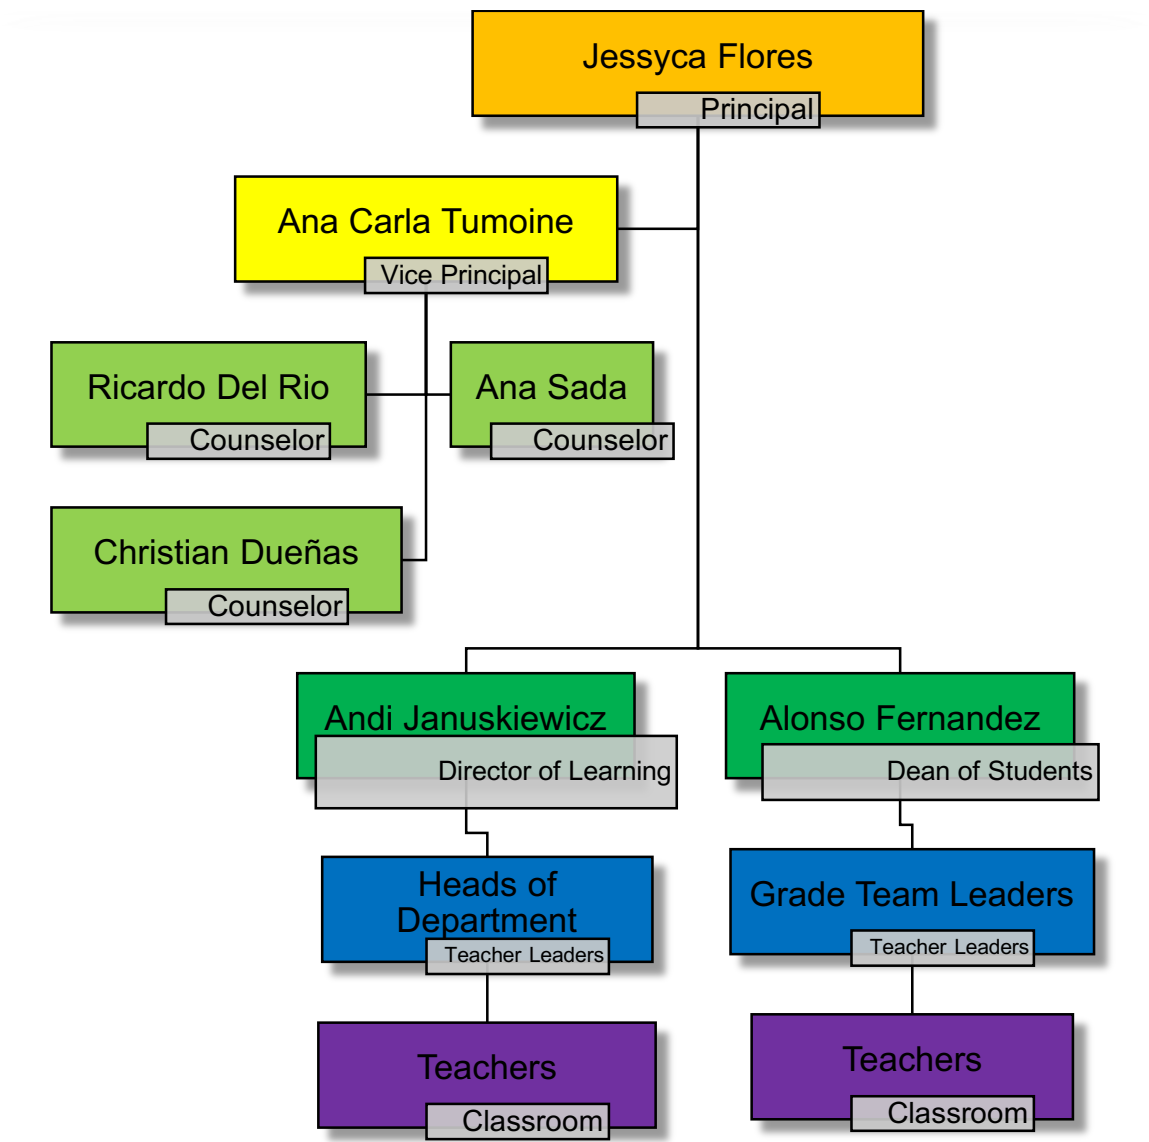 Jessyca Flores
Principal
Ana Carla Tumoine
Vice Principal
Ricardo Del Rio
Counselor
Ana Sada
Counselor
Christian Dueñas
Counselor
Andi Januskiewicz
Director of Learning
Alonso Fernandez
Dean of Students
Heads of
Department
Teacher Leaders
Grade Team Leaders
Teacher Leaders
Teachers
Classroom
Teachers
Classroom